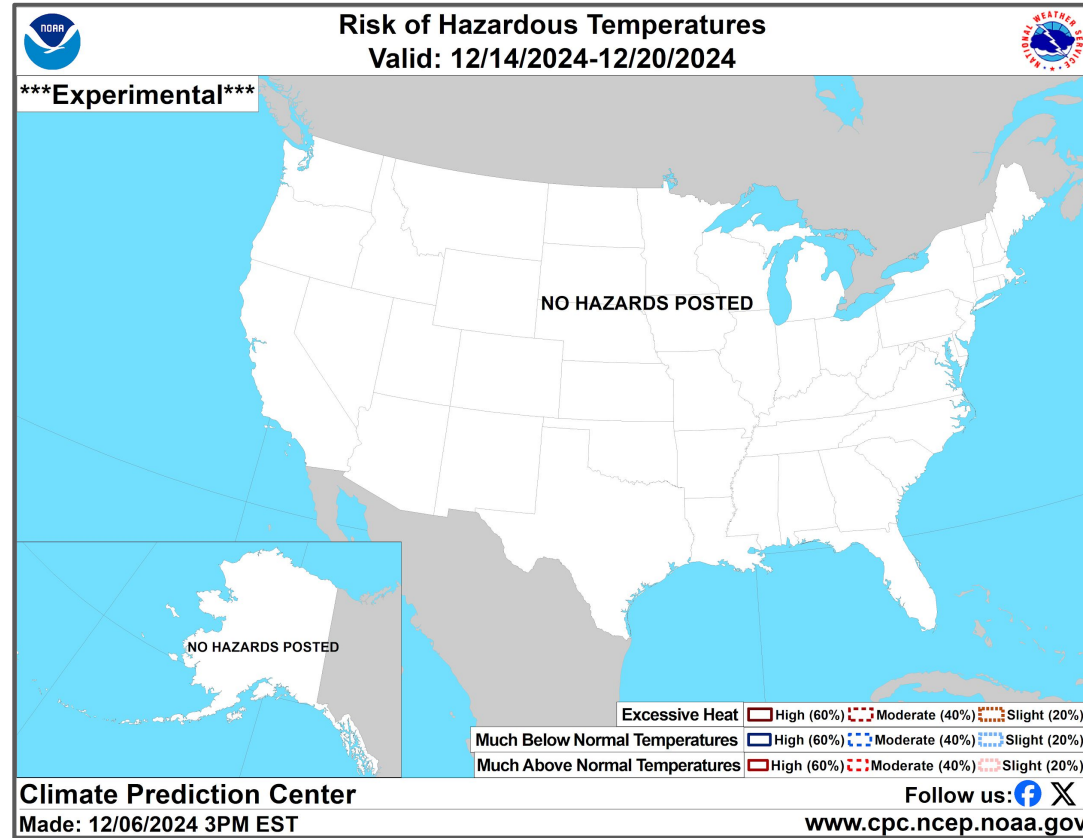 NOAA
Risk of Hazardous Temperatures
Valid: 12/14/2024-12/20/2024
NATIONAL WEATHER SERVICE
***Experimental***
NO HAZARDS POSTED
NO HAZARDS POSTED
Excessive Heat High (60%) Moderate (40%) Slight (20%)
Much Below Normal Temperatures High (60%) Moderate (40%) Slight (20%)
Much Above Normal Temperatures High (60%) Moderate (40%) Slight (20%)
Climate Prediction Center
Follow us:
Made: 12/06/2024 3PM EST
www.cpc.ncep.noaa.gov